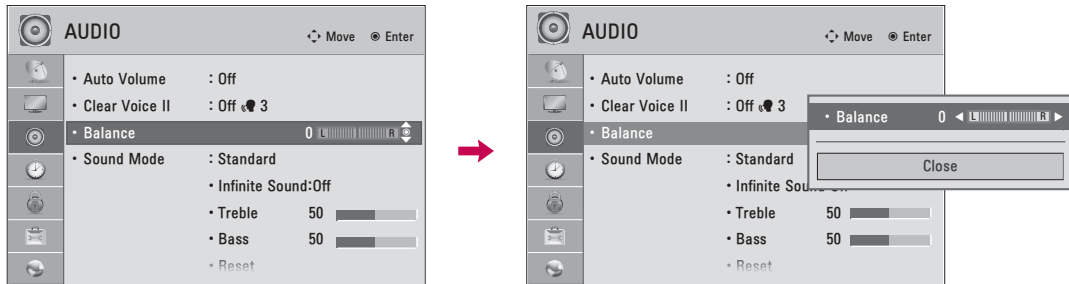 AUDIO
Move Enter
• Auto Volume : Off
• Clear Voice II : Off 3
• Balance 0 L R
• Sound Mode : Standard
• Infinite Sound:Off
• Treble 50
• Bass 50
• Reset
AUDIO
Move Enter
• Auto Volume : Off
• Clear Voice II : Off 3
• Balance
• Sound Mode : Standard
• Infinite
• Treble 50
• Bass 50
• Reset
• Balance 0 L R
Close